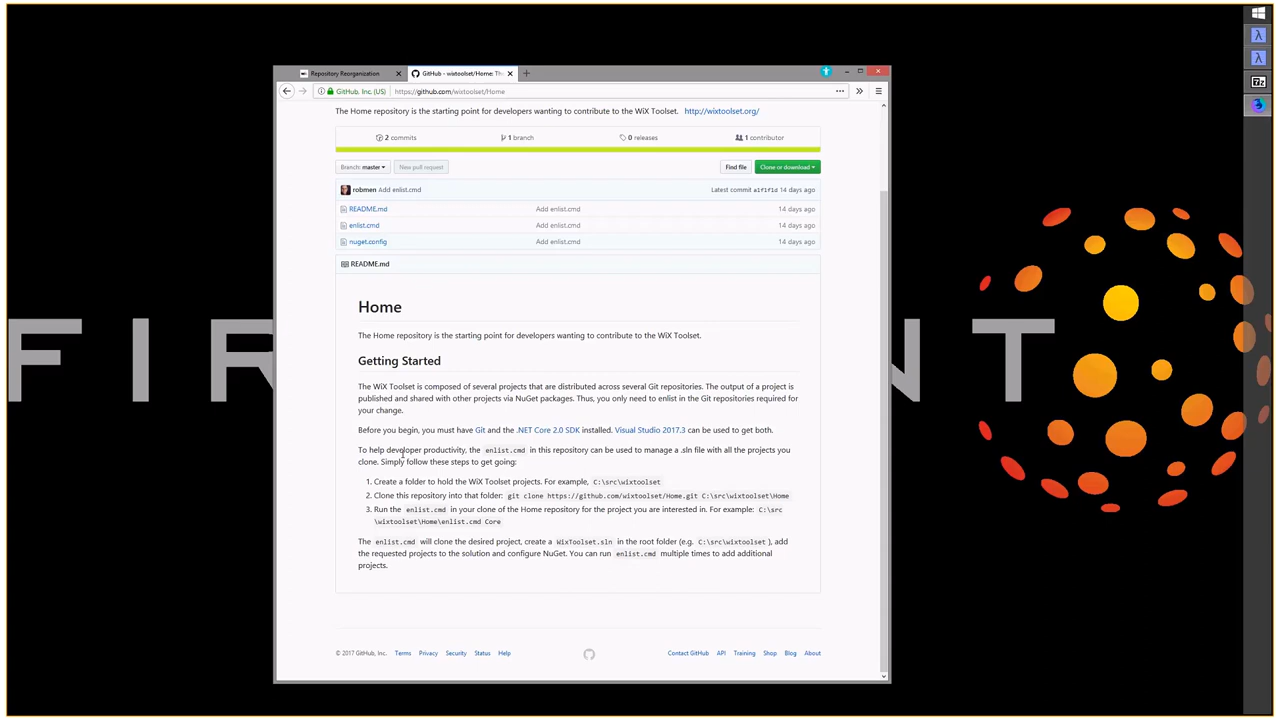 Repository Reorganization
GitHub - wixtoolset/Home: Th
GitHub, Inc. (US)
https://github.com/wixtoolset/Home
The Home repository is the starting point for developers wanting to contribute to the WiX Toolset. http://wixtoolset.org/
2 commits
1 branch
0 releases
1 contributor
Branch: master
New pull request
Find file
Clone or download
robmen Add enlist.cmd
Latest commit a1f1f1d 14 days ago
README.md Add enlist.cmd 14 days ago
enlist.cmd Add enlist.cmd 14 days ago
nuget.config Add enlist.cmd 14 days ago
README.md
Home
The Home repository is the starting point for developers wanting to contribute to the WiX Toolset.
Getting Started
The WiX Toolset is composed of several projects that are distributed across several Git repositories. The output of a project is
published and shared with other projects via NuGet packages. Thus, you only need to enlist in the Git repositories required for
your change.
Before you begin, you must have Git and the .NET Core 2.0 SDK installed. Visual Studio 2017.3 can be used to get both.
To help developer productivity, the enlist.cmd in this repository can be used to manage a .sln file with all the projects you
clone. Simply follow these steps to get going:
1. Create a folder to hold the WiX Toolset projects. For example, C:\src\wixtoolset
2. Clone this repository into that folder: git clone https://github.com/wixtoolset/Home.git C:\src\wixtoolset\Home
3. Run the enlist.cmd in your clone of the Home repository for the project you are interested in. For example: C:\src
\wixtoolset\Home\enlist.cmd Core
The enlist.cmd will clone the desired project, create a WixToolset.sln in the root folder (e.g. C:\src\wixtoolset), add
the requested projects to the solution and configure NuGet. You can run enlist.cmd multiple times to add additional
projects.
© 2017 GitHub, Inc. Terms Privacy Security Status Help
Contact GitHub API Training Shop Blog About
FIR
NT
λ
λ
7z